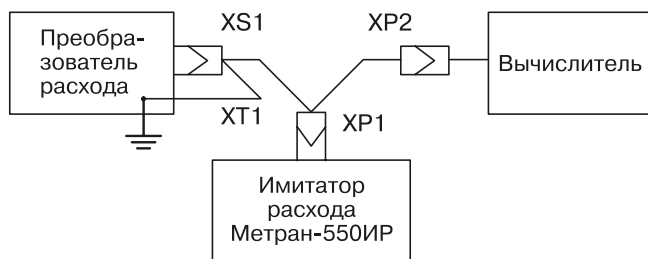 Преобра-
зователь
расхода
XS1
XP2
Вычислитель
XT1
XP1
Имитатор
расхода
Метран-550ИР